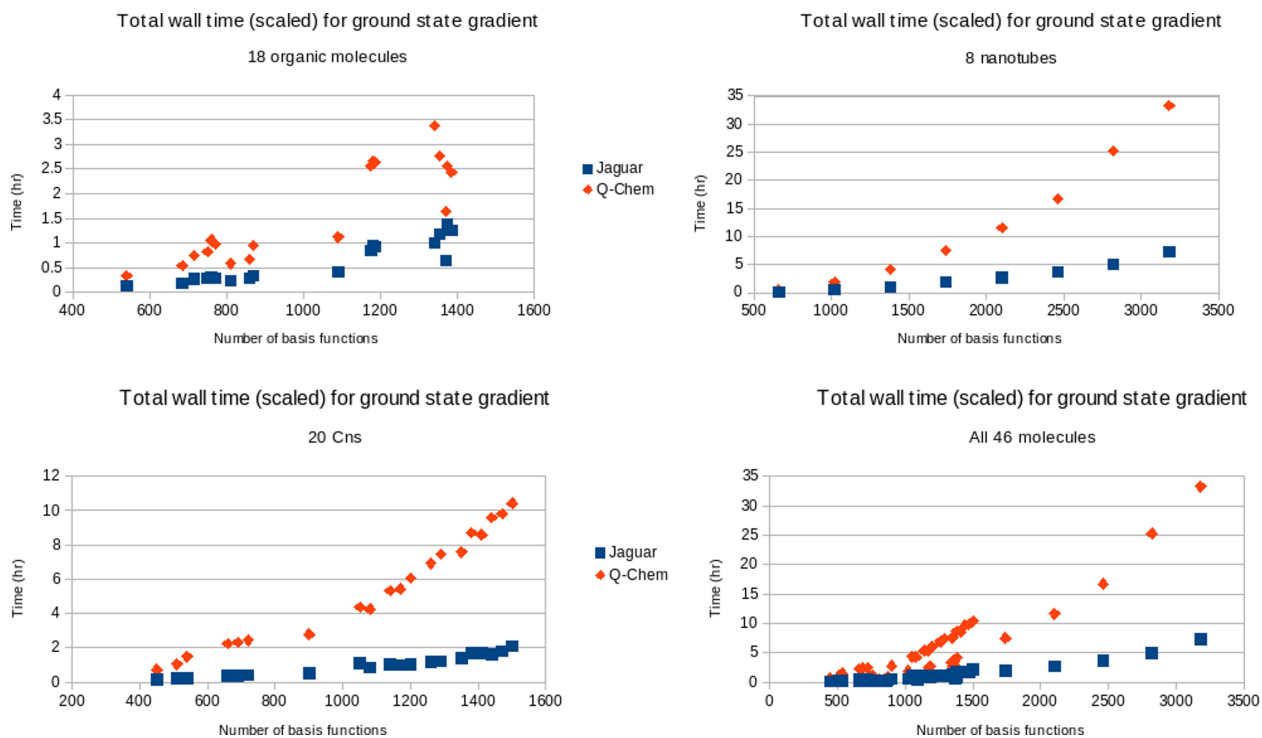 Total wall time (scaled) for ground state gradient
18 organic molecules
4
3.5
3
2.5
2
1.5
1
0.5
0
Time (hr)
400 600 800 1000 1200 1400 1600
Number of basis functions
Jaguar
Q-Chem
Total wall time (scaled) for ground state gradient
8 nanotubes
35
30
25
20
15
10
5
0
Time (hr)
500 1000 1500 2000 2500 3000 3500
Number of basis functions
Total wall time (scaled) for ground state gradient
20 Cns
12
10
8
6
4
2
0
Time (hr)
200 400 600 800 1000 1200 1400 1600
Number of basis functions
Jaguar
Q-Chem
Total wall time (scaled) for ground state gradient
All 46 molecules
35
30
25
20
15
10
5
0
Time (hr)
0 500 1000 1500 2000 2500 3000 3500
Number of basis functions